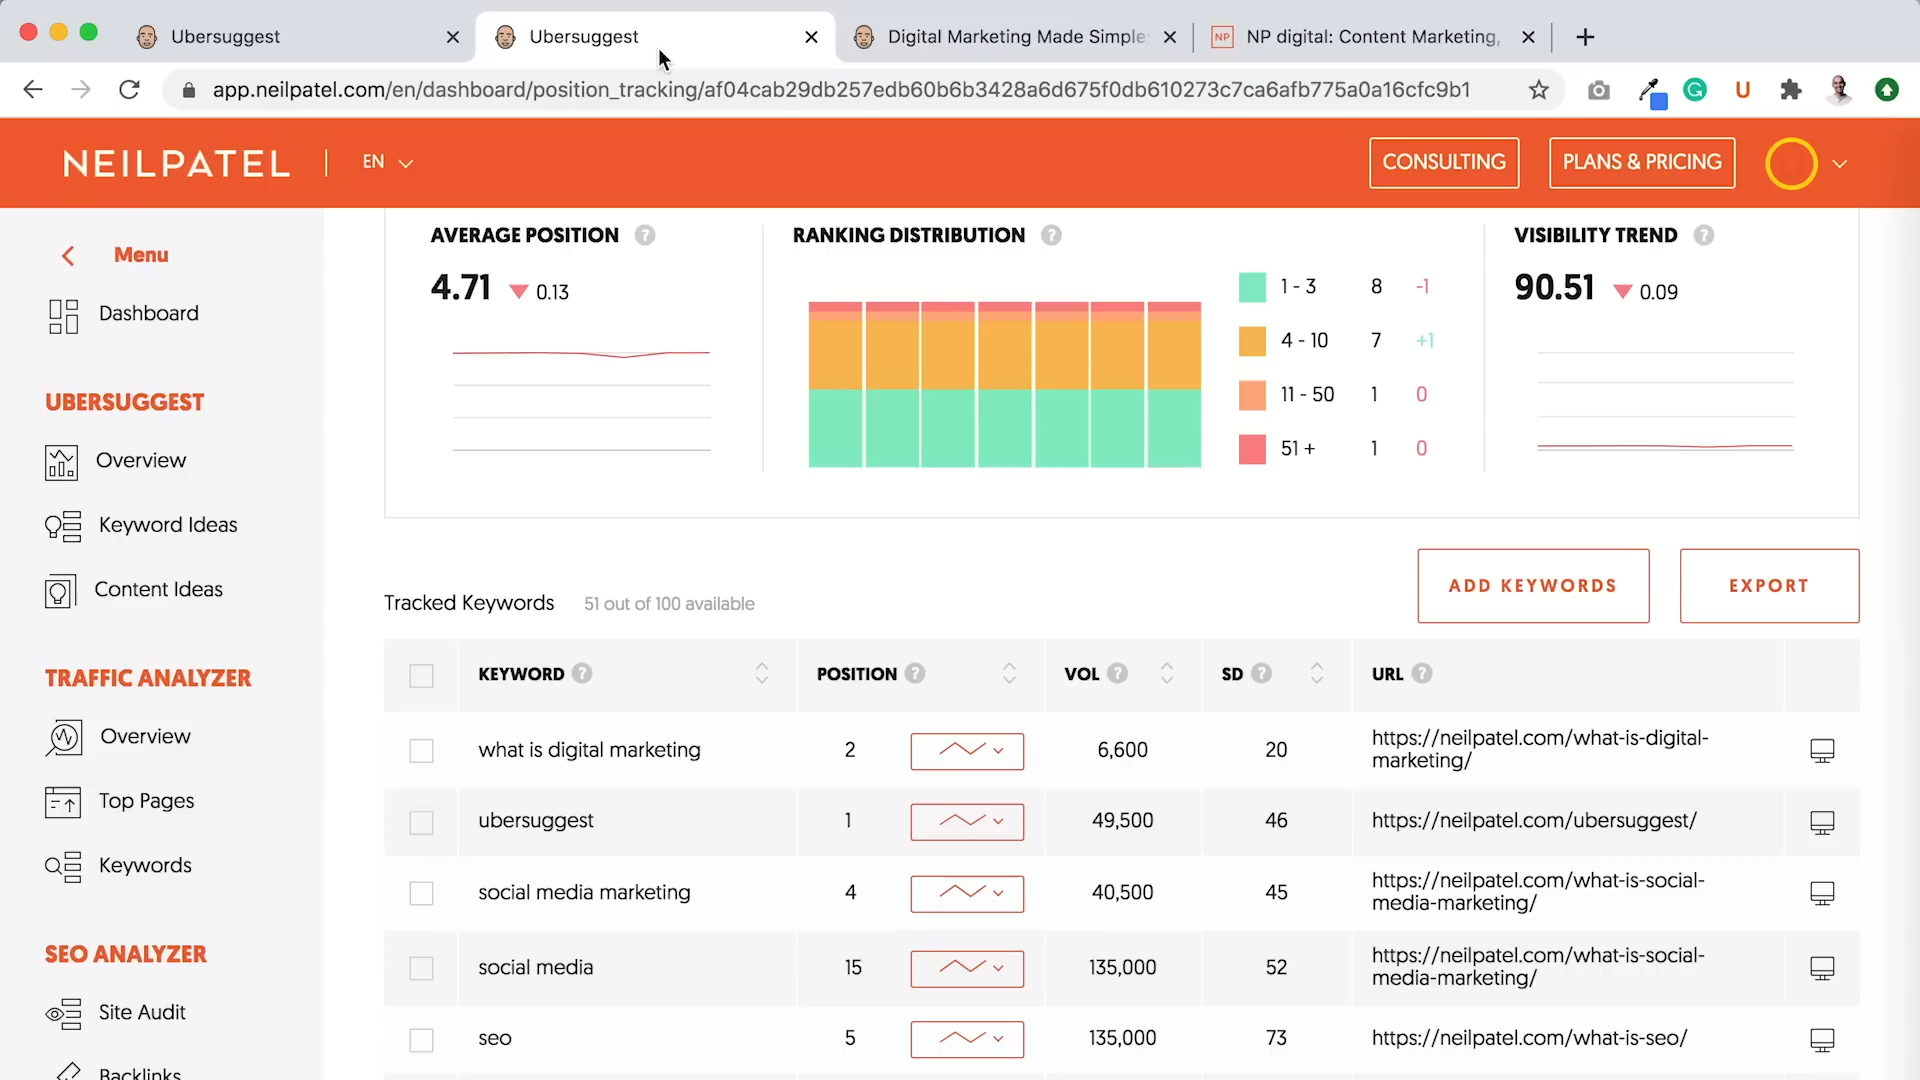 Ubersuggest
Ubersuggest
Digital Marketing Made Simple:
NP
NP digital: Content Marketing,
app.neilpatel.com/en/dashboard/position_tracking/af04cab29db257edb60b6b3428a6d675f0db610273c7ca6afb775a0a16cfc9b1
NEILPATEL
EN
CONSULTING
PLANS & PRICING
Menu
Dashboard
UBERSUGGEST
Overview
Keyword Ideas
Content Ideas
TRAFFIC ANALYZER
Overview
Top Pages
Keywords
SEO ANALYZER
Site Audit
Backlinks
AVERAGE POSITION ?
4.71 0.13
RANKING DISTRIBUTION ?
1 - 3 8 -1
4 - 10 7 +1
11 - 50 1 0
51 + 1 0
VISIBILITY TREND ?
90.51 0.09
Tracked Keywords 51 out of 100 available
ADD KEYWORDS
EXPORT
KEYWORD ? POSITION ? VOL ? SD ? URL ?
what is digital marketing 2 6,600 20 https://neilpatel.com/what-is-digital-
marketing/
ubersuggest 1 49,500 46 https://neilpatel.com/ubersuggest/
social media marketing 4 40,500 45 https://neilpatel.com/what-is-social-
media-marketing/
social media 15 135,000 52 https://neilpatel.com/what-is-social-
media-marketing/
seo 5 135,000 73 https://neilpatel.com/what-is-seo/